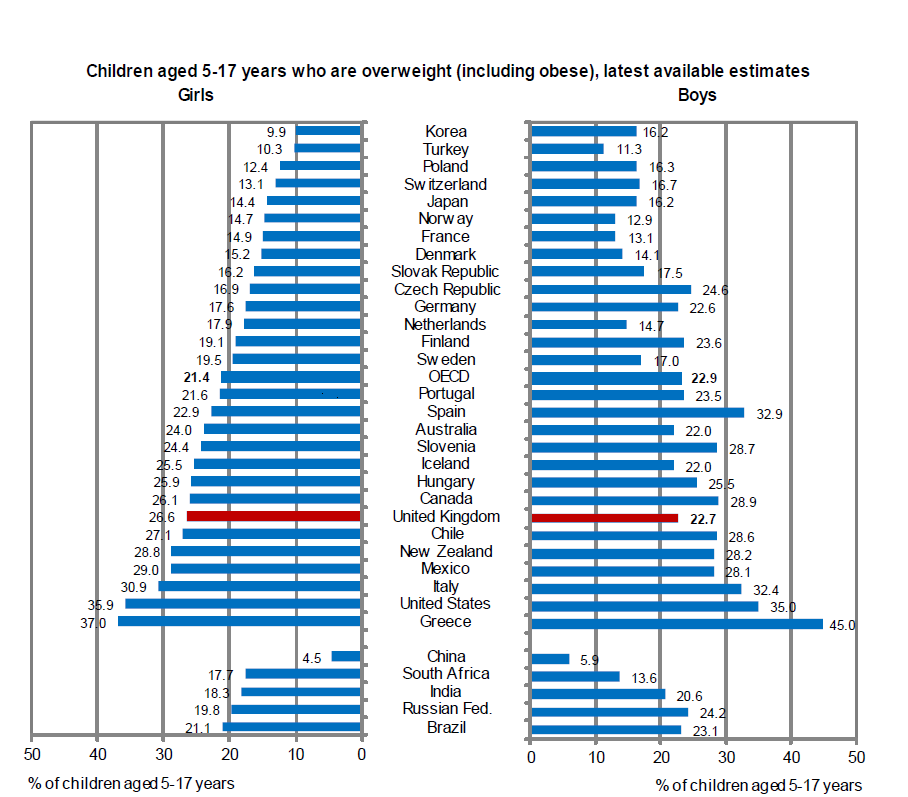 Children aged 5-17 years who are overweight (including obese), latest available estimates
Girls Boys
9.9 Korea 16.2
10.3 Turkey 11.3
12.4 Poland 16.3
13.1 Switzerland 16.7
14.4 Japan 16.2
14.7 Norway 12.9
14.9 France 13.1
15.2 Denmark 14.1
16.2 Slovak Republic 17.5
16.9 Czech Republic 24.6
17.6 Germany 22.6
17.9 Netherlands 14.7
19.1 Finland 23.6
19.5 Sweden 17.0
21.4 OECD 22.9
21.6 Portugal 23.5
22.9 Spain 32.9
24.0 Australia 22.0
24.4 Slovenia 28.7
25.5 Iceland 22.0
25.9 Hungary 25.5
26.1 Canada 28.9
26.6 United Kingdom 22.7
27.1 Chile 28.6
28.8 New Zealand 28.2
29.0 Mexico 28.1
30.9 Italy 32.4
35.9 United States 35.0
37.0 Greece 45.0
4.5 China 5.9
17.7 South Africa 13.6
18.3 India 20.6
19.8 Russian Fed. 24.2
21.1 Brazil 23.1
50 40 30 20 10 0 0 10 20 30 40 50
% of children aged 5-17 years % of children aged 5-17 years